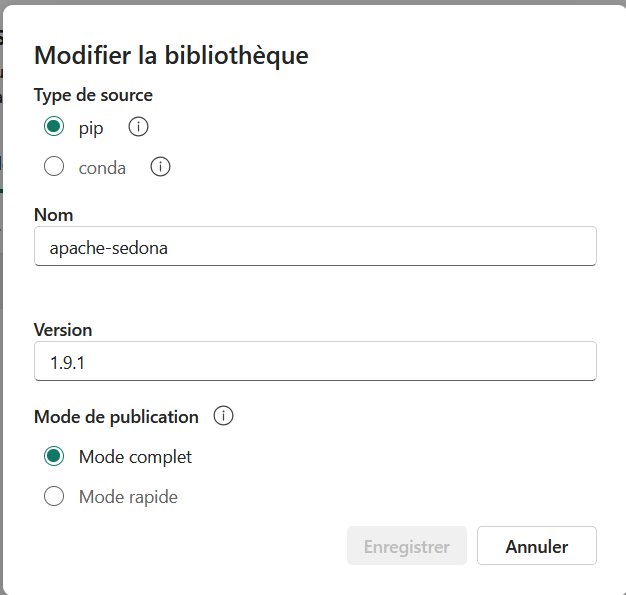 Modifier la bibliothèque
Type de source
pip
conda
Nom
apache-sedona
Version
1.9.1
Mode de publication
Mode complet
Mode rapide
Enregistrer
Annuler